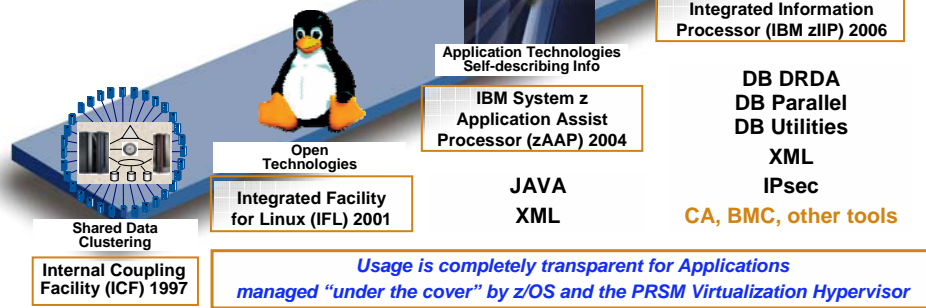 Shared Data
Clustering
Internal Coupling
Facility (ICF) 1997
Open
Technologies
Integrated Facility
for Linux (IFL) 2001
Application Technologies
Self-describing Info
IBM System z
Application Assist
Processor (zAAP) 2004
JAVA
XML
Integrated Information
Processor (IBM zIIP) 2006
DB DRDA
DB Parallel
DB Utilities
XML
IPsec
CA, BMC, other tools
Usage is completely transparent for Applications
managed “under the cover” by z/OS and the PRSM Virtualization Hypervisor